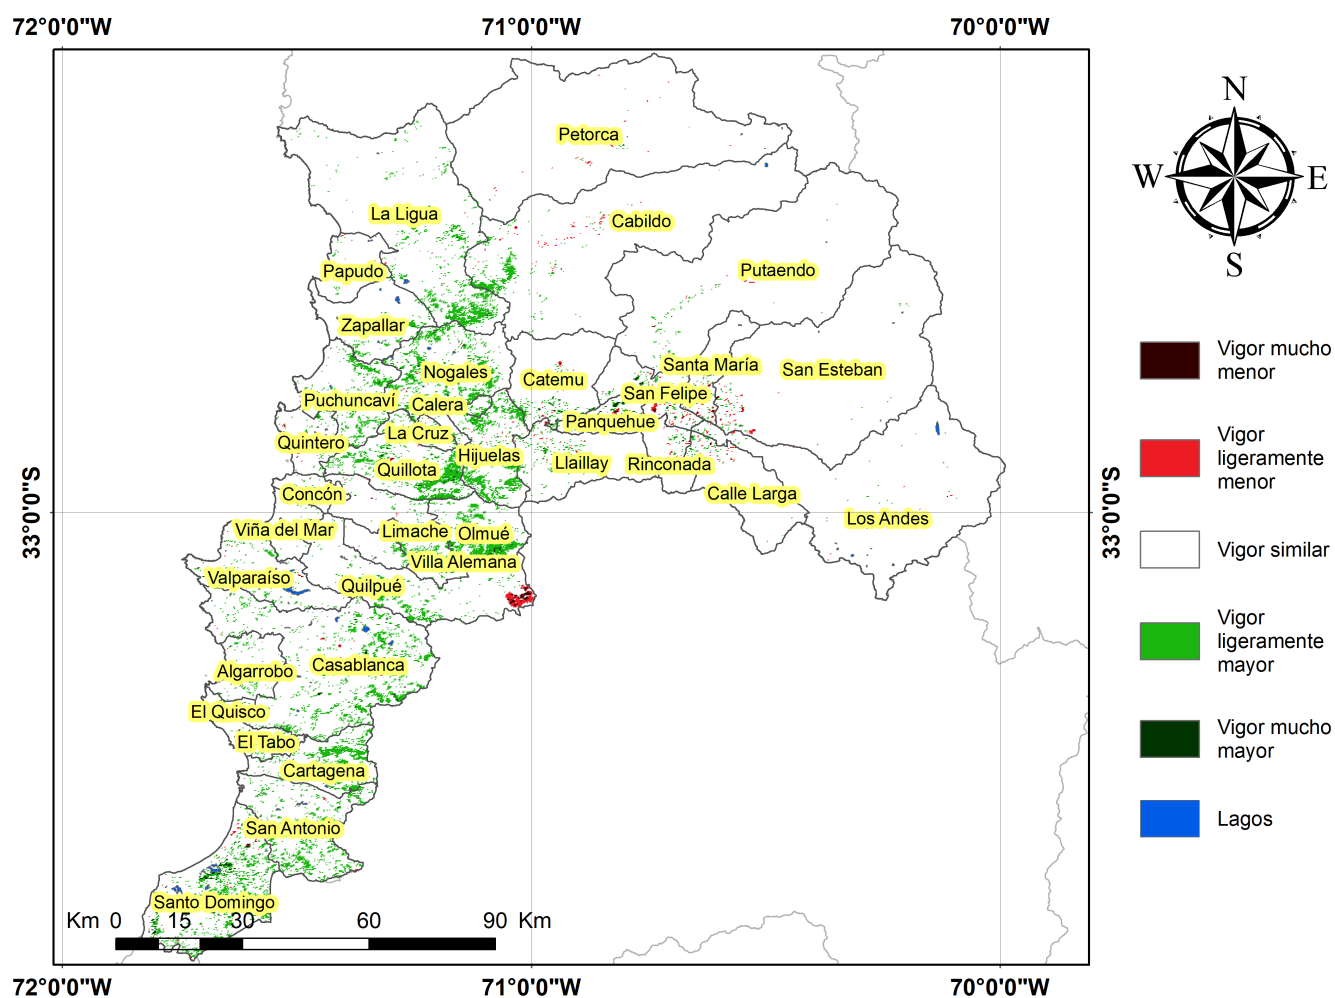 72°0'0"W 71°0'0"W 70°0'0"W
N
W E
S
Petorca
La Ligua
Cabildo
Papudo
Putaendo
Zapallar
Nogales
Catemu
Santa María
San Esteban
Puchuncaví
Calera
San Felipe
Quintero
La Cruz
Panquehue
Quillota
Hijuelas
Llaillay
Rinconada
Concón
Calle Larga
Viña del Mar
Limache
Olmué
Los Andes
Villa Alemana
Valparaíso
Quilpué
Algarrobo
Casablanca
El Quisco
El Tabo
Cartagena
San Antonio
Santo Domingo
33°0'0"S
33°0'0"S
Vigor mucho
menor
Vigor
ligeramente
menor
Vigor similar
Vigor
ligeramente
mayor
Vigor mucho
mayor
Lagos
Km 0 15 30 60 90 Km
72°0'0"W 71°0'0"W 70°0'0"W